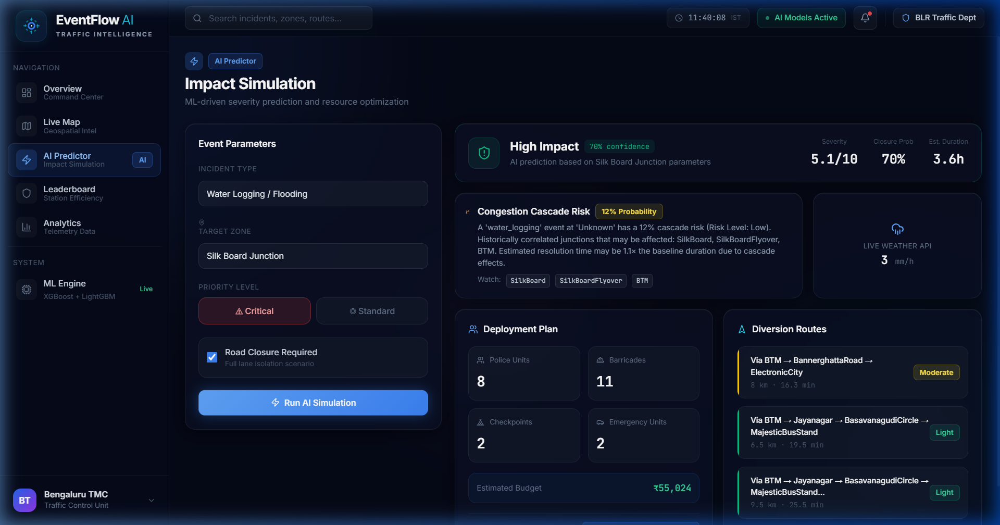 EventFlow AI
TRAFFIC INTELLIGENCE
Search incidents, zones, routes...
11:40:08 IST
AI Models Active
BLR Traffic Dept
NAVIGATION
Overview
Command Center
Live Map
Geospatial Intel
AI Predictor
Impact Simulation
AI
Leaderboard
Station Efficiency
Analytics
Telemetry Data
SYSTEM
ML Engine
XGBoost + LightGBM
Live
BT
Bengaluru TMC
Traffic Control Unit
AI Predictor
Impact Simulation
ML-driven severity prediction and resource optimization
Event Parameters
INCIDENT TYPE
Water Logging / Flooding
TARGET ZONE
Silk Board Junction
PRIORITY LEVEL
Critical
Standard
Road Closure Required
Full lane isolation scenario
Run AI Simulation
High Impact
70% confidence
AI prediction based on Silk Board Junction parameters
Severity
5.1/10
Closure Prob
70%
Est. Duration
3.6h
Congestion Cascade Risk
12% Probability
A 'water_logging' event at 'Unknown' has a 12% cascade risk (Risk Level: Low).
Historically correlated junctions that may be affected: SilkBoard, SilkBoardFlyover,
BTM. Estimated resolution time may be 1.1× the baseline duration due to cascade
effects.
Watch: SilkBoard SilkBoardFlyover BTM
LIVE WEATHER API
3 mm/h
Deployment Plan
Police Units
8
Barricades
11
Checkpoints
2
Emergency Units
2
Estimated Budget
₹55,024
Diversion Routes
Via BTM → BannerghattaRoad →
ElectronicCity
8 km · 16.3 min
Moderate
Via BTM → Jayanagar → BasavanagudiCircle →
MajesticBusStand
6.5 km · 19.5 min
Light
Via BTM → Jayanagar → BasavanagudiCircle →
MajesticBusStand...
9.5 km · 25.5 min
Light